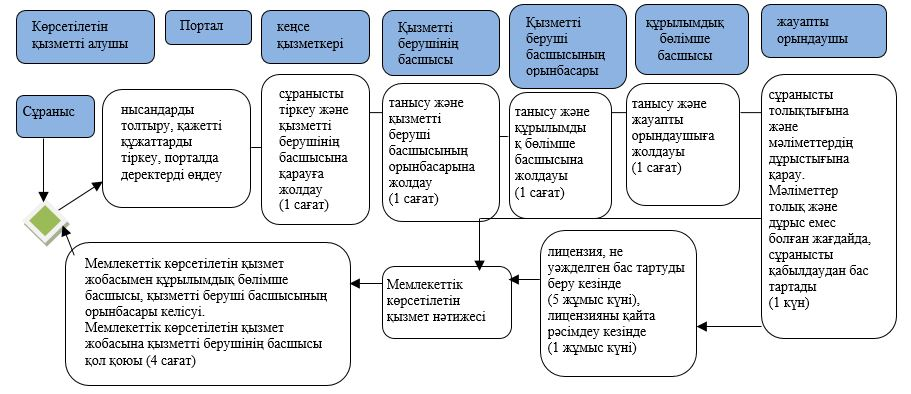 Көрсетілетін
қызметті алушы
Портал
кеңсе
қызметкері
Қызметті
берушінің
басшысы
Қызметті
беруші
басшысының
орынбасары
құрылымдық
бөлімше
басшысы
жауапты
орындаушы
Сұраныс
нысандарды
толтыру, қажетті
құжаттарды
тіркеу, порталда
деректерді өңдеу
сұранысты
тіркеу және
қызметті
берушінің
басшысына
қарауға
жолдау
(1 сағат)
танысу және
қызметті
беруші
басшысының
орынбасарына
жолдау
(1 сағат)
танысу және
құрылымды
қ бөлімше
басшысына
жолдауы
(1 сағат)
танысу және
жауапты
орындаушыға
жолдауы
(1 сағат)
сұранысты
толықтығына
және
мәліметтердің
дұрыстығына
қарау.
Мәліметтер
толық және
дұрыс емес
болған жағдайда,
сұранысты
қабылдаудан бас
тартады
(1 күн)
Мемлекеттік көрсетілетін қызмет
жобасымен құрылымдық бөлімше
басшысы, қызметті беруші басшысының
орынбасары келісуі.
Мемлекеттік көрсетілетін қызмет
жобасына қызметті берушінің басшысы
қол қоюы (4 сағат)
Мемлекеттік
көрсетілетін
қызмет нәтижесі
лицензия, не
уәжделген бас тартуды
беру кезінде
(5 жұмыс күні),
лицензияны қайта
рәсімдеу кезінде
(1 жұмыс күні)